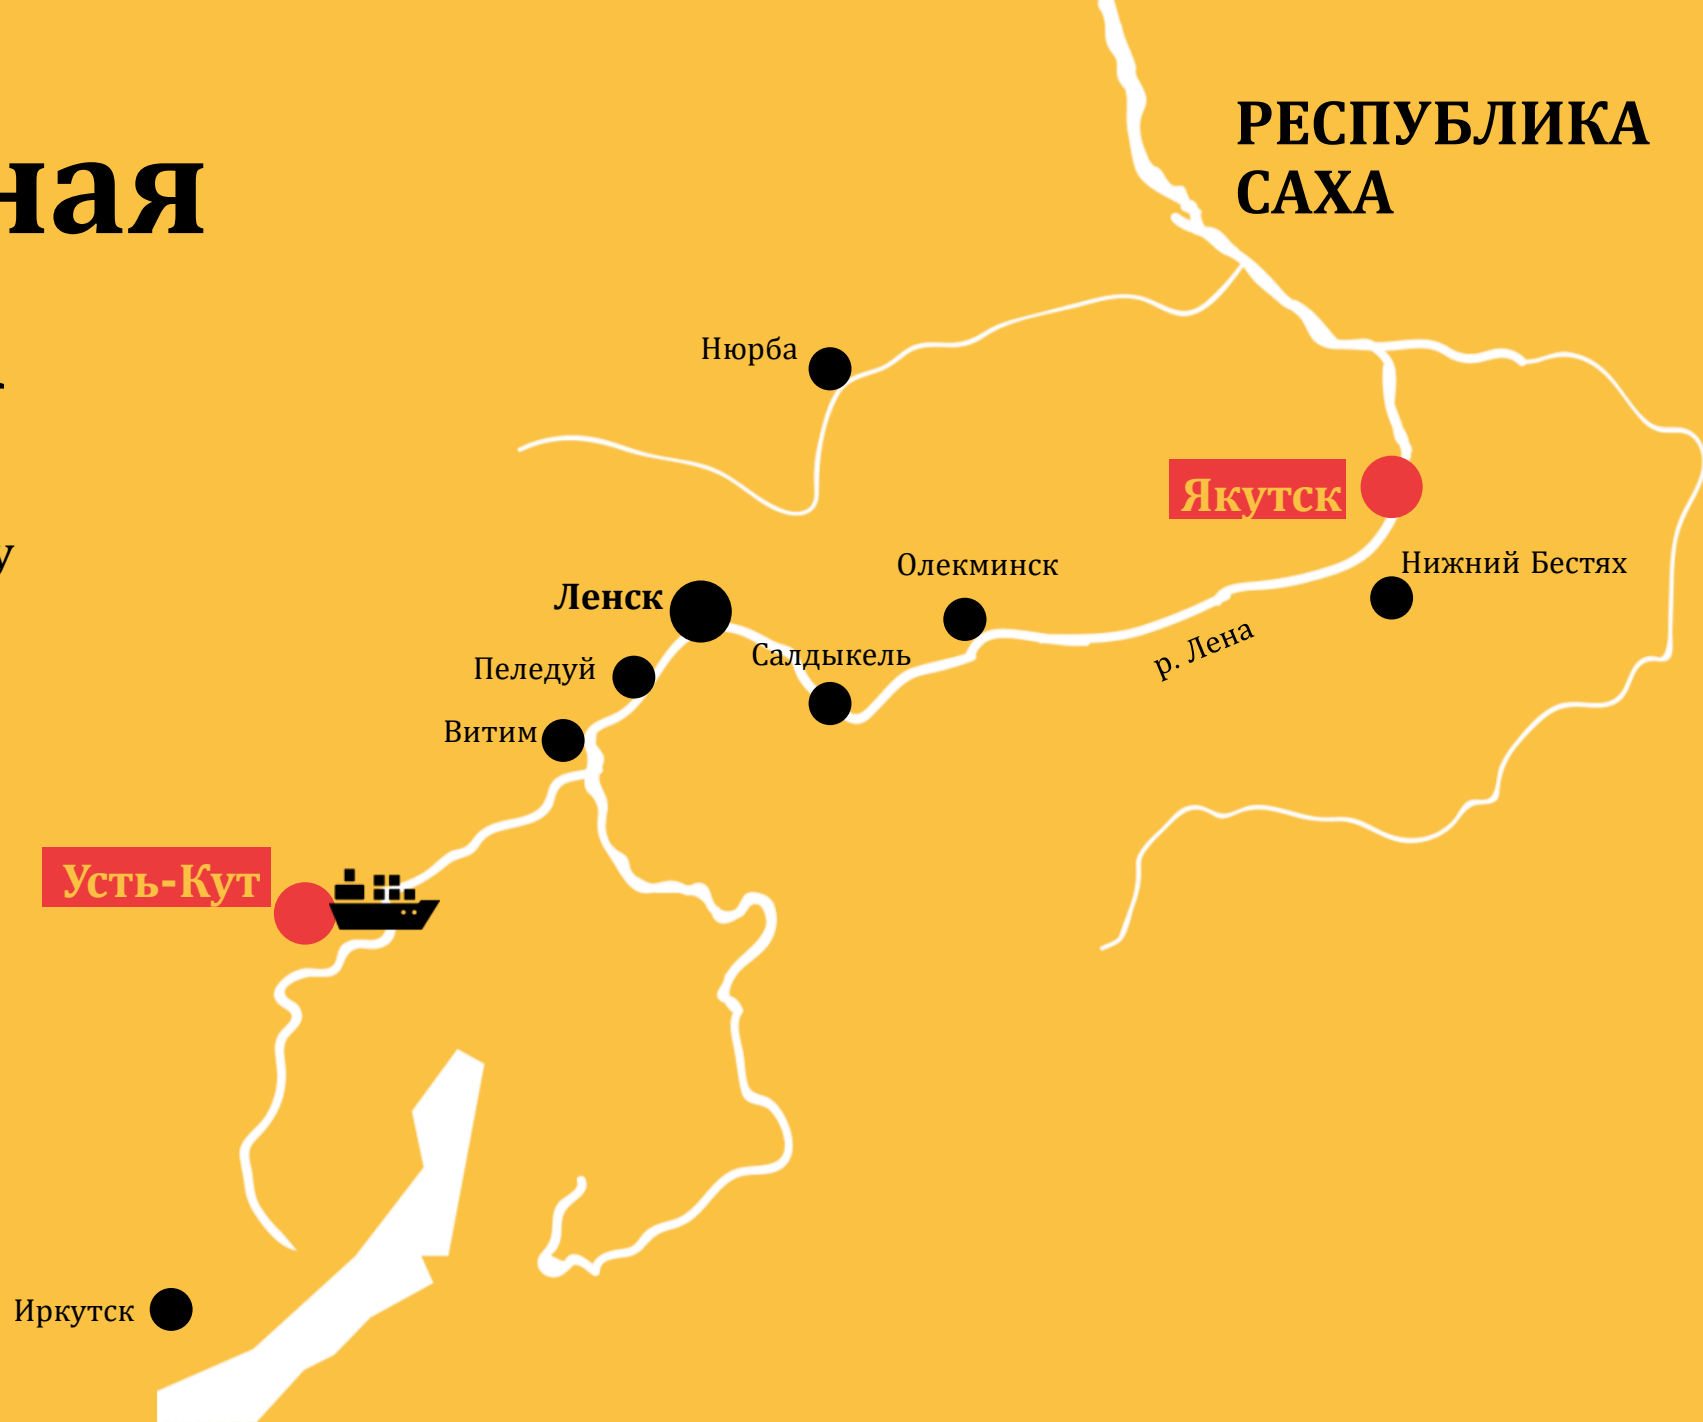 РЕСПУБЛИКА
САХА
ная
Нюрба
Якутск
Олекминск
Нижний Бестях
у
Ленск
р. Лена
Салдыкель
Пеледуй
Витим
Усть-Кут
Иркутск